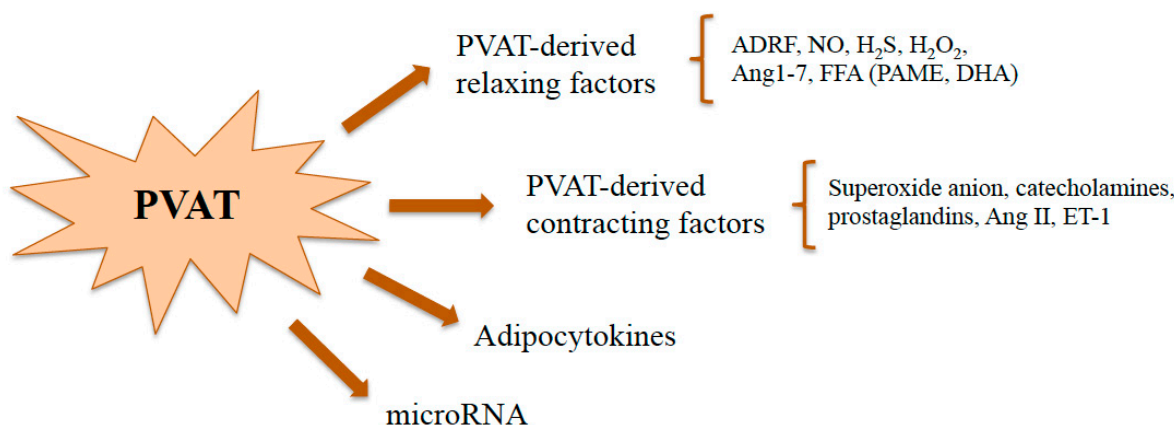 PVAT
PVAT-derived
relaxing factors
ADRF, NO, H₂S, H₂O₂,
Ang1-7, FFA (PAME, DHA)
PVAT-derived
contracting factors
Superoxide anion, catecholamines,
prostaglandins, Ang II, ET-1
Adipocytokines
microRNA